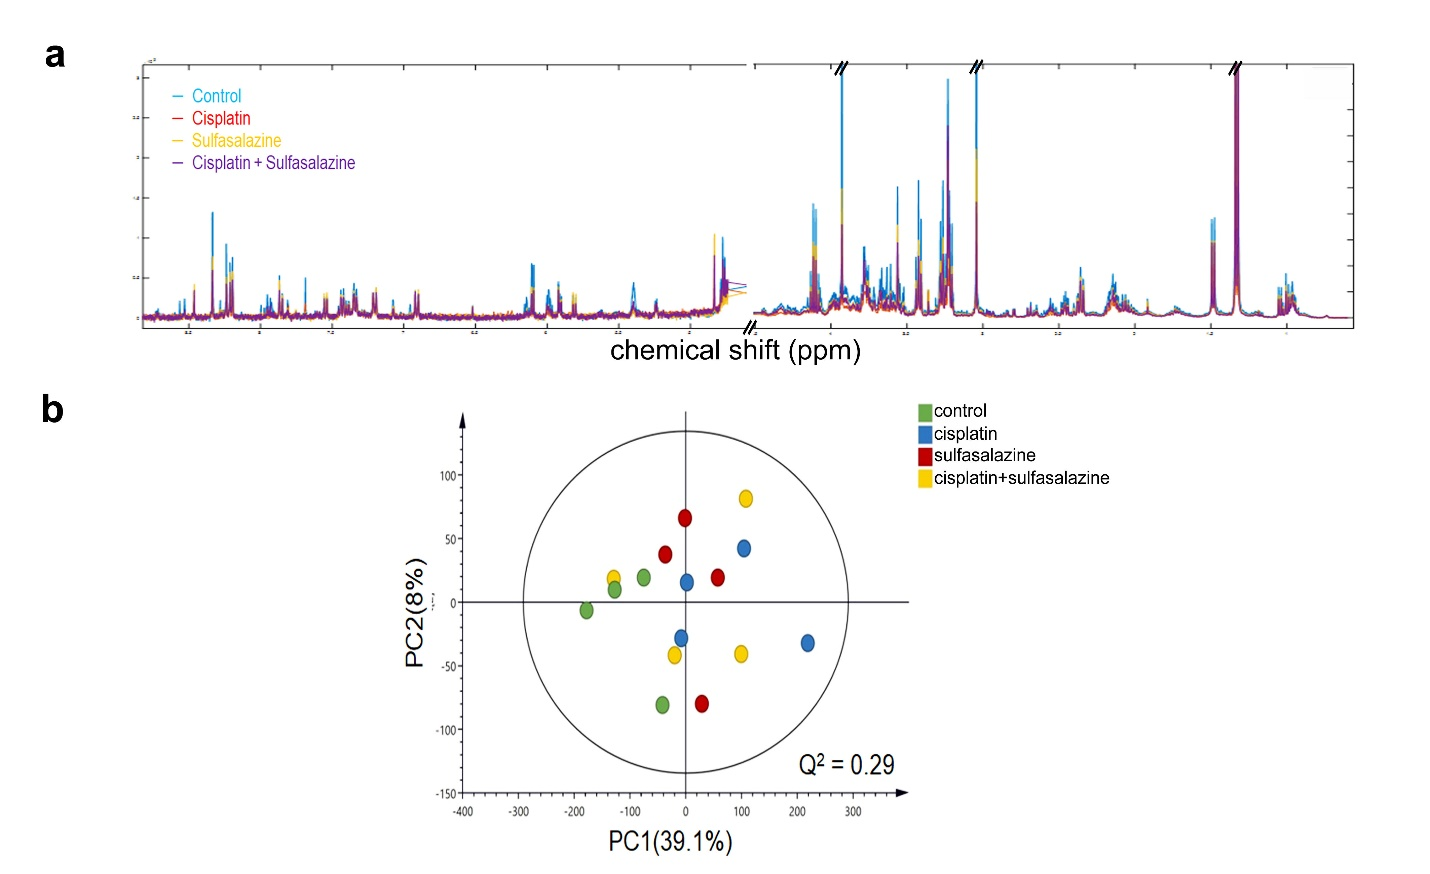 a
Control
Cisplatin
Sulfasalazine
Cisplatin + Sulfasalazine
chemical shift (ppm)
b
control
cisplatin
sulfasalazine
cisplatin+sulfasalazine
PC2(8%)
100
50
0
-50
-100
-150
Q² = 0.29
-400 -300 -200 -100 0 100 200 300
PC1(39.1%)